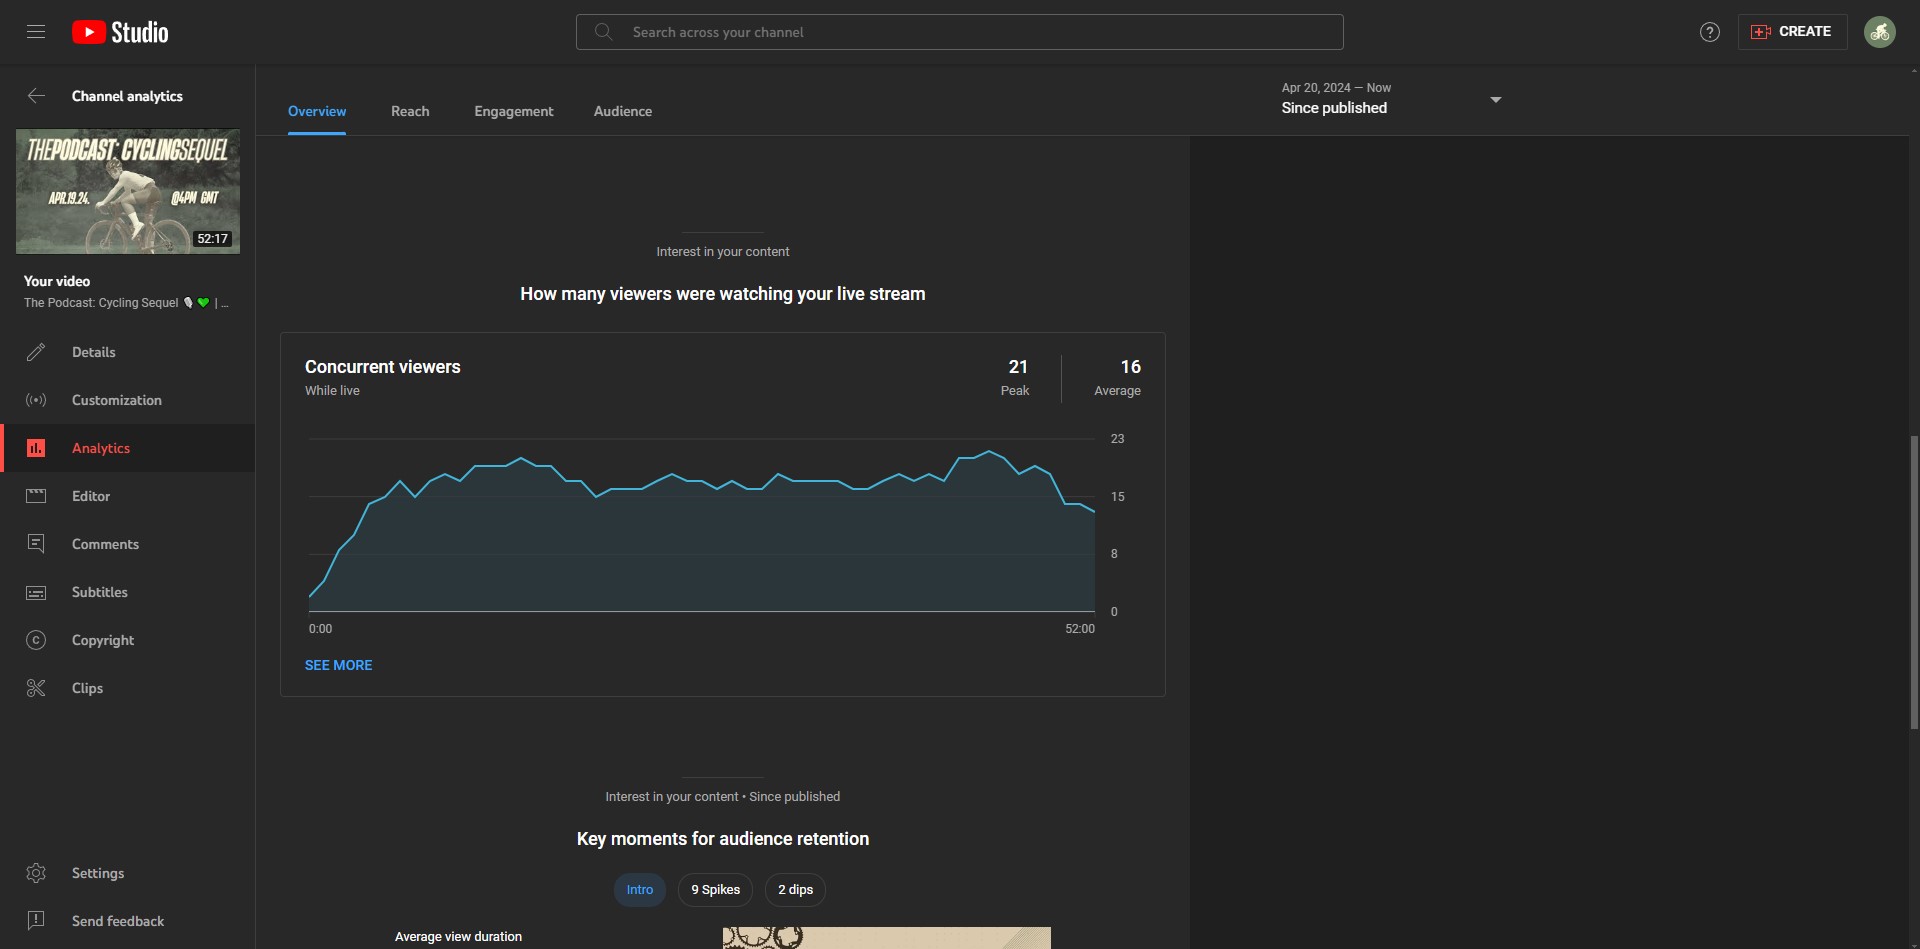 Studio
Search across your channel
?
CREATE
Channel analytics
THEPODCAST: CYCLINGSEQUEL
APR.19.24.
@4PM GMT
52:17
Your video
The Podcast: Cycling Sequel 🗣️💚 | ...
Details
Customization
Analytics
Editor
Comments
Subtitles
Copyright
Clips
Settings
Send feedback
Overview
Reach
Engagement
Audience
Apr 20, 2024 – Now
Since published
Interest in your content
How many viewers were watching your live stream
Concurrent viewers
While live
21
Peak
16
Average
23
15
8
0
0:00
52:00
SEE MORE
Interest in your content • Since published
Key moments for audience retention
Intro
9 Spikes
2 dips
Average view duration